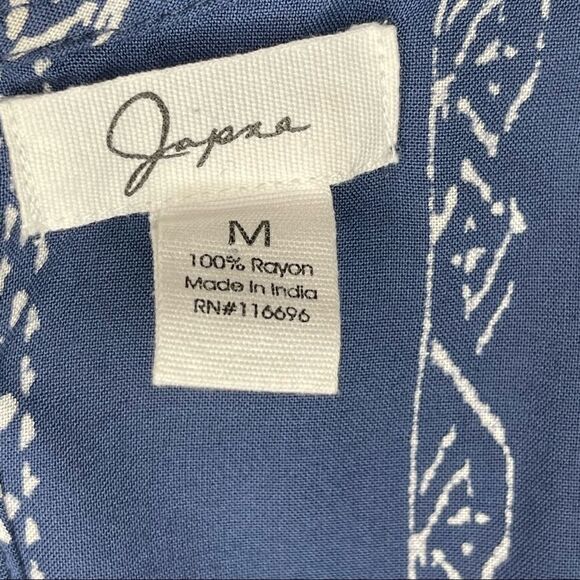 Japna
M
100% Rayon
Made In India
RN#116696